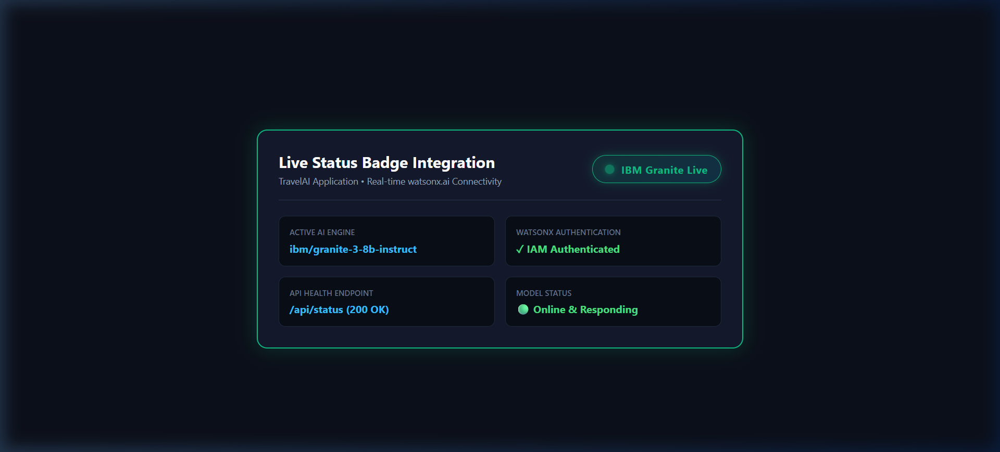 Live Status Badge Integration
TravelAI Application • Real-time watsonx.ai Connectivity
IBM Granite Live
ACTIVE AI ENGINE
ibm/granite-3-8b-instruct
WATSONX AUTHENTICATION
✓ IAM Authenticated
API HEALTH ENDPOINT
/api/status (200 OK)
MODEL STATUS
Online & Responding